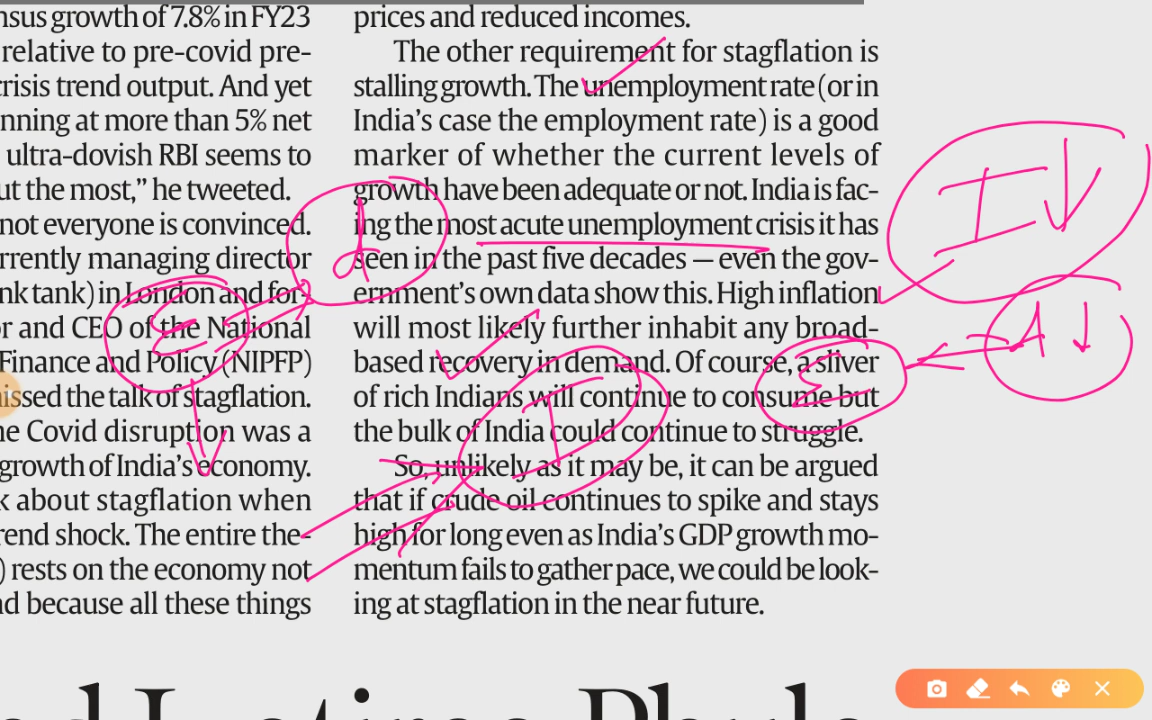 nsus growth of 7.8% in FY23
relative to pre-covid pre-
crisis trend output. And yet
nning at more than 5% net
ultra-dovish RBI seems to
ut the most,” he tweeted.
not everyone is convinced.
rrently managing director
nk tank) in London and for-
r and CEO of the National
Finance and Policy (NIPFP)
issed the talk of stagflation.
e Covid disruption was a
growth of India’s economy.
k about stagflation when
rend shock. The entire the-
) rests on the economy not
nd because all these things
prices and reduced incomes.
The other requirement for stagflation is
stalling growth. The unemployment rate (or in
India’s case the employment rate) is a good
marker of whether the current levels of
growth have been adequate or not. India is fac-
ing the most acute unemployment crisis it has
seen in the past five decades — even the gov-
ernment’s own data show this. High inflation
will most likely further inhabit any broad-
based recovery in demand. Of course, a sliver
of rich Indians will continue to consume but
the bulk of India could continue to struggle.
So, unlikely as it may be, it can be argued
that if crude oil continues to spike and stays
high for long even as India’s GDP growth mo-
mentum fails to gather pace, we could be look-
ing at stagflation in the near future.
I